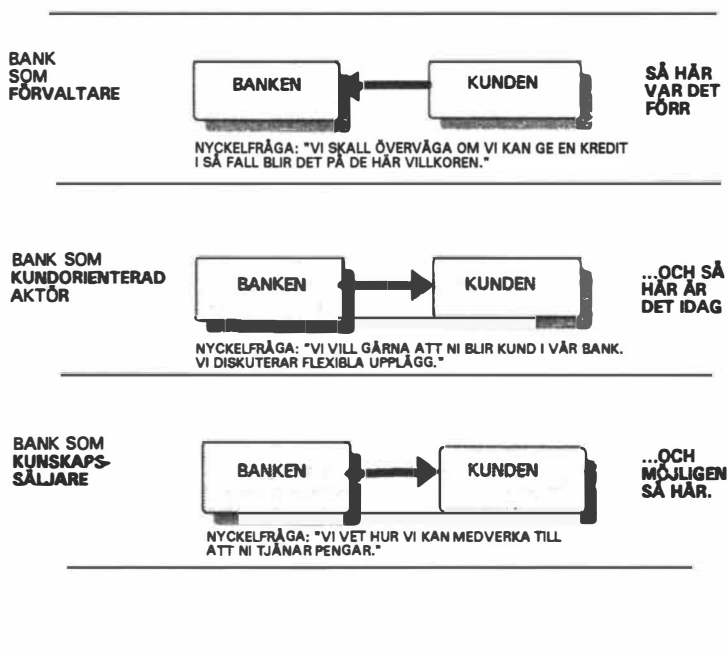 BANK
SOM
FÖRVALTARE
BANKEN
KUNDEN
SÅ HÄR
VAR DET
FÖRR
NYCKELFRÅGA: "VI SKALL ÖVERVÄGA OM VI KAN GE EN KREDIT
I SÅ FALL BLIR DET PÅ DE HÄR VILLKOREN."
BANK SOM
KUNDORIENTERAD
AKTÖR
BANKEN
KUNDEN
...OCH SÅ
HÄR ÄR
DET IDAG
NYCKELFRÅGA: "VI VILL GÄRNA ATT NI BLIR KUND I VÅR BANK.
VI DISKUTERAR FLEXIBLA UPPLÄGG."
BANK SOM
KUNSKAPS-
SÄLJARE
BANKEN
KUNDEN
...OCH
MÖJLIGEN
SÅ HÄR.
NYCKELFRÅGA: "VI VET HUR VI KAN MEDVERKA TILL
ATT NI TJÄNAR PENGAR."